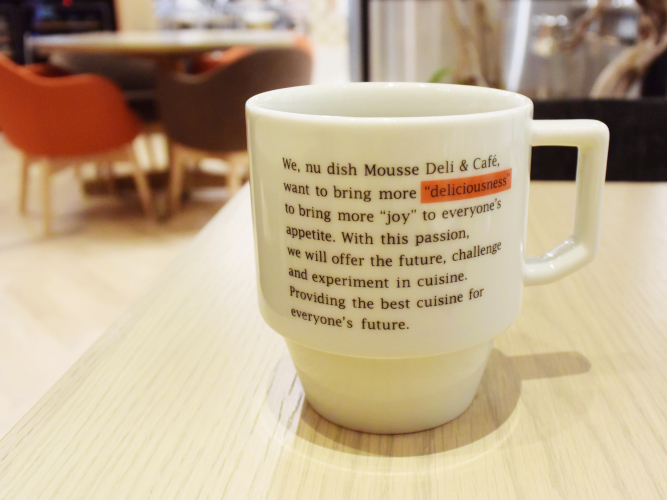 We, nu dish Mousse Deli & Café,
want to bring more “deliciousness”
to bring more “joy” to everyone's
appetite. With this passion,
we will offer the future, challenge
and experiment in cuisine.
Providing the best cuisine for
everyone's future.